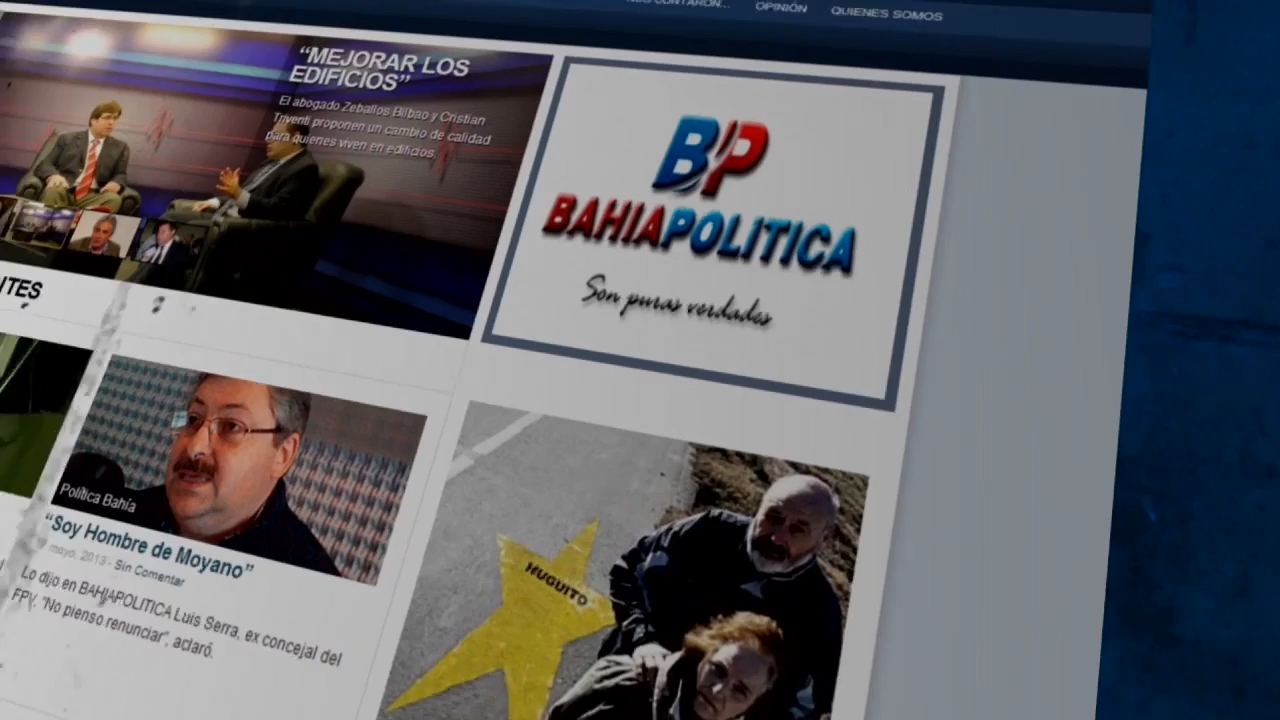 OPINIÓN
QUIENES SOMOS
“MEJORAR LOS
EDIFICIOS”
El abogado Zeballos Bilbao y Cristian
Triventi proponen un cambio de calidad
para quienes viven en edificios.
BP
BAHIAPOLITICA
Son puras verdades
Política Bahía
“Soy Hombre de Moyano”
mayo, 2013 - Sin Comentar
Lo dijo en BAHIAPOLITICA Luis Serra, ex concejal del
FPV. "No pienso renunciar", aclaró.
HUGUITO